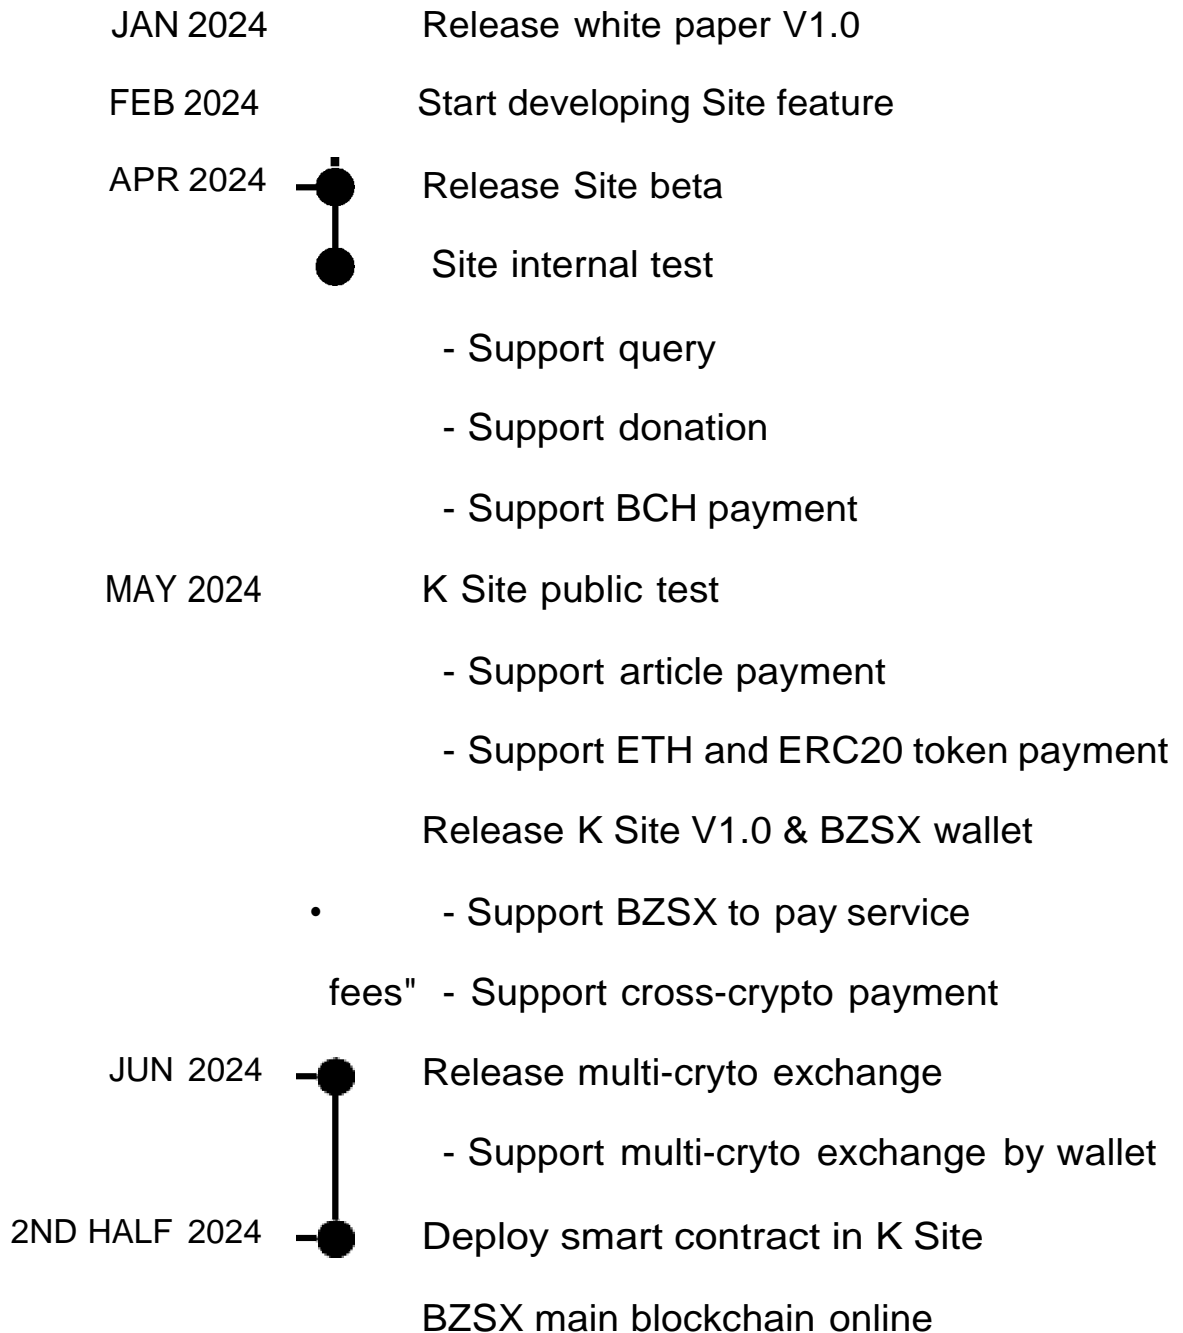 JAN 2024 Release white paper V1.0
FEB 2024 Start developing Site feature
APR 2024 Release Site beta
Site internal test
- Support query
- Support donation
- Support BCH payment
MAY 2024 K Site public test
- Support article payment
- Support ETH and ERC20 token payment
Release K Site V1.0 & BZSX wallet
• - Support BZSX to pay service
fees" - Support cross-crypto payment
JUN 2024 Release multi-cryto exchange
- Support multi-cryto exchange by wallet
2ND HALF 2024 Deploy smart contract in K Site
BZSX main blockchain online